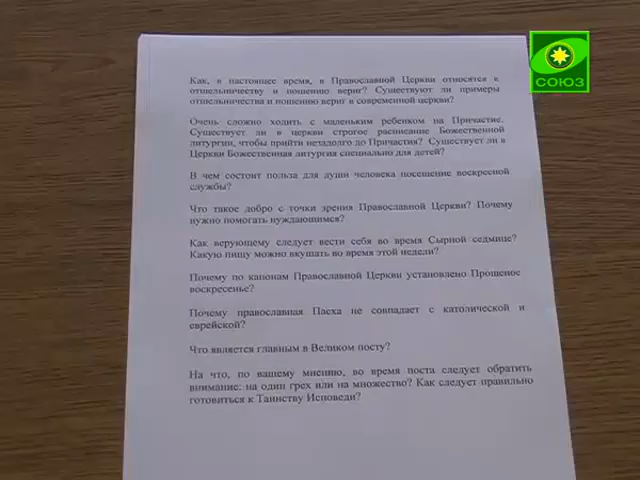 СОЮЗ
Как, в настоящее время, в Православной Церкви относятся к
отшельничеству и ношению вериг? Существуют ли примеры
отшельничества и ношению вериг в современной церкви?
Очень сложно ходить с маленьким ребенком на Причастие.
Существует ли в церкви строгое расписание Божественной
литургии, чтобы прийти незадолго до Причастия? Существует ли в
Церкви Божественная литургия специально для детей?
В чем состоит польза для души человека посещение воскресной
службы?
Что такое добро с точки зрения Православной Церкви? Почему
нужно помогать нуждающимся?
Как верующему следует вести себя во время Сырной седмице?
Какую пищу можно вкушать во время этой недели?
Почему по канонам Православной Церкви установлено Прощеное
воскресенье?
Почему православная Пасха не совпадает с католической и
еврейской?
Что является главным в Великом посту?
На что, по вашему мнению, во время поста следует обратить
внимание: на один грех или на множество? Как следует правильно
готовиться к Таинству Исповеди?